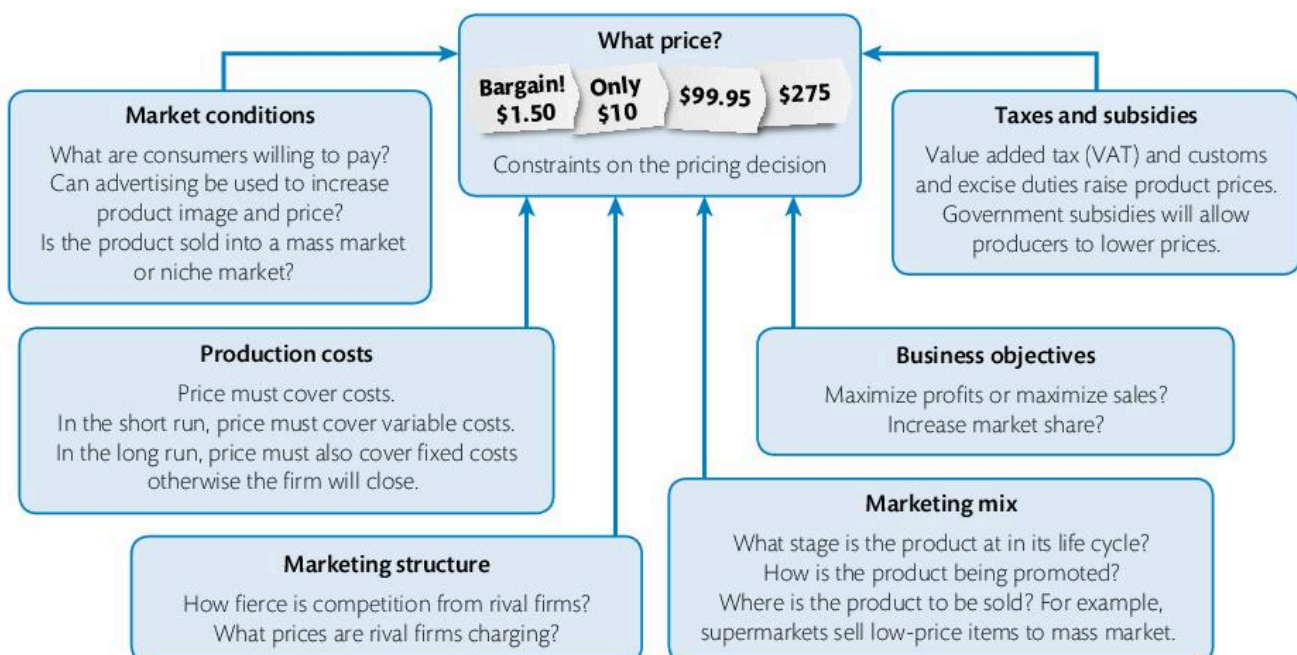 What price?
Bargain!
$1.50
Only
$10
$99.95
$275
Constraints on the pricing decision
Market conditions
What are consumers willing to pay?
Can advertising be used to increase
product image and price?
Is the product sold into a mass market
or niche market?
Taxes and subsidies
Value added tax (VAT) and customs
and excise duties raise product prices.
Government subsidies will allow
producers to lower prices.
Production costs
Price must cover costs.
In the short run, price must cover variable costs.
In the long run, price must also cover fixed costs
otherwise the firm will close.
Business objectives
Maximize profits or maximize sales?
Increase market share?
Marketing structure
How fierce is competition from rival firms?
What prices are rival firms charging?
Marketing mix
What stage is the product at in its life cycle?
How is the product being promoted?
Where is the product to be sold? For example,
supermarkets sell low-price items to mass market.